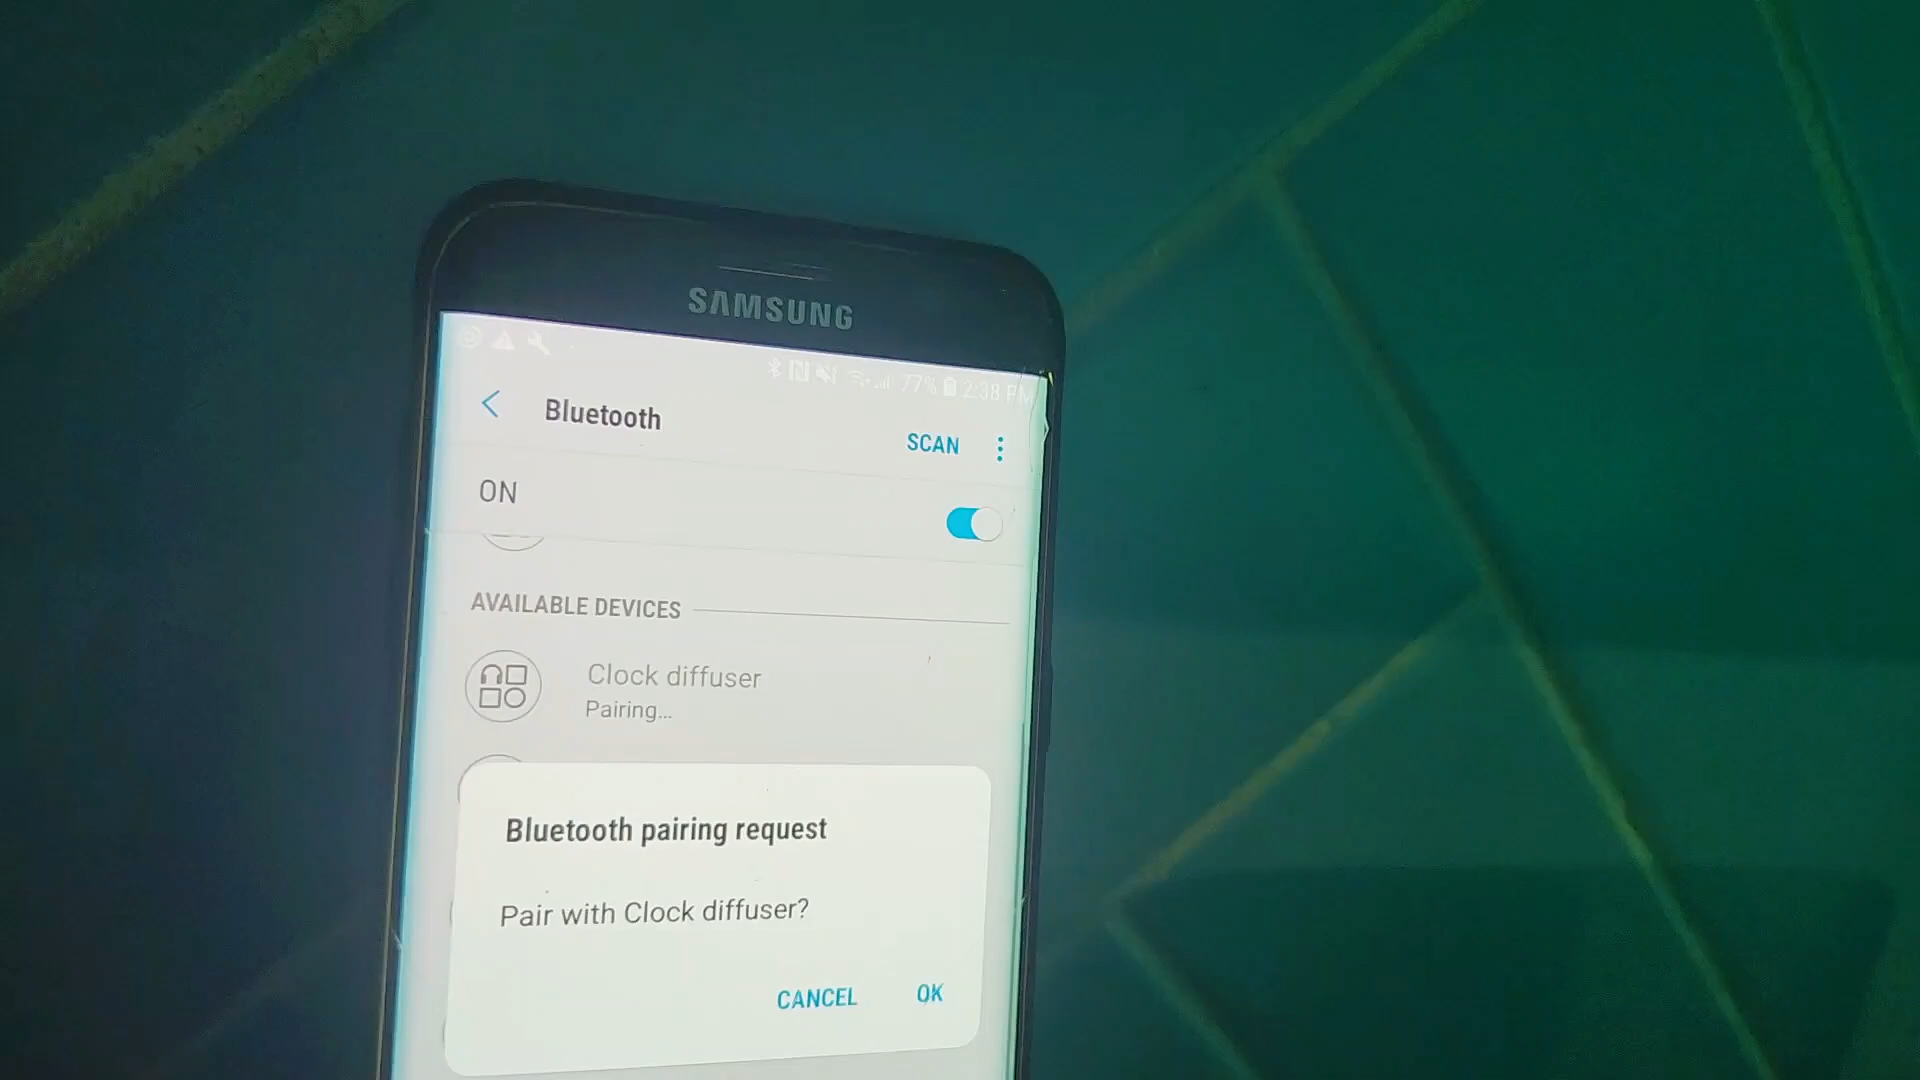 SAMSUNG
77% 2:38 PM
Bluetooth
SCAN
ON
AVAILABLE DEVICES
Clock diffuser
Pairing...
Bluetooth pairing request
Pair with Clock diffuser?
CANCEL OK